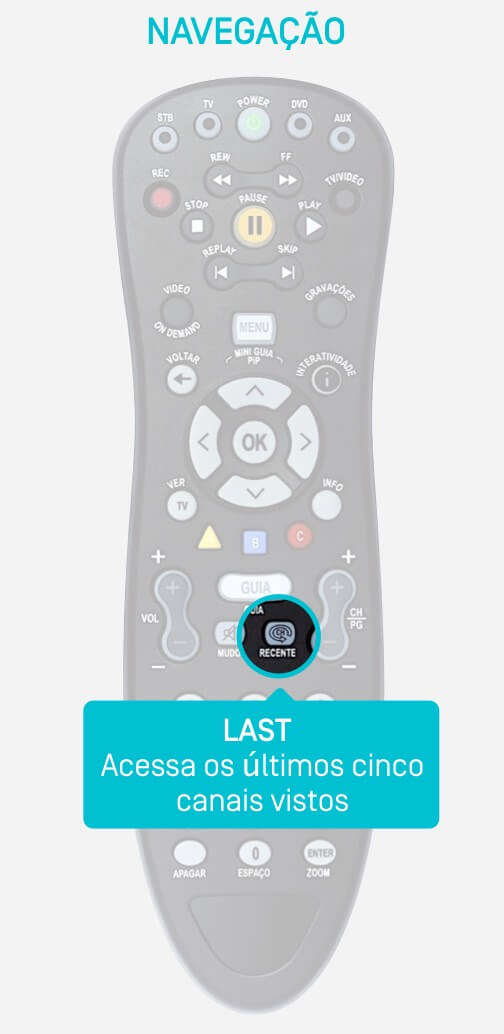 NAVEGAÇÃO
STB
TV
POWER
DVD
AUX
REW
FF
REC
TV/VIDEO
STOP
PAUSE
PLAY
REPLAY
SKIP
VIDEO
ON DEMAND
GRAVAÇÕES
MENU
MINI GUIA
PiP
VOLTAR
INTERATIVIDADE
i
OK
VER
TV
INFO
B
C
+
+
GUIA
VOL
CH
PG
GUIA
MUDO
RECENTE
LAST
Acessa os últimos cinco
canais vistos
0
ENTER
APAGAR
ESPAÇO
ZOOM